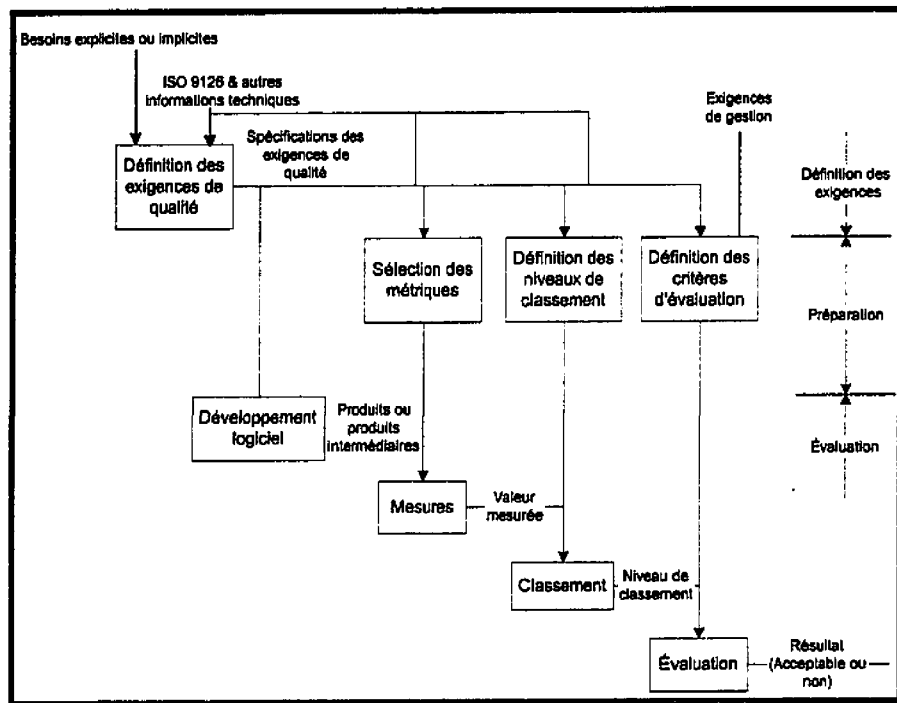 Besoins explicites ou implicites
ISO 9126 & autres
informations techniques
Exigences
de gestion
Spécifications des
exigences de
qualité
Définition des
exigences de
qualité
Définition des
exigences
Sélection des
métriques
Définition des
niveaux de
classement
Définition des
critères
d'évaluation
Préparation
Développement
logiciel
Produits ou
produits
intermédiaires
Évaluation
Mesures
Valeur
mesurée
Classement
Niveau de
classement
Évaluation
Résultat
(Acceptable ou
non)